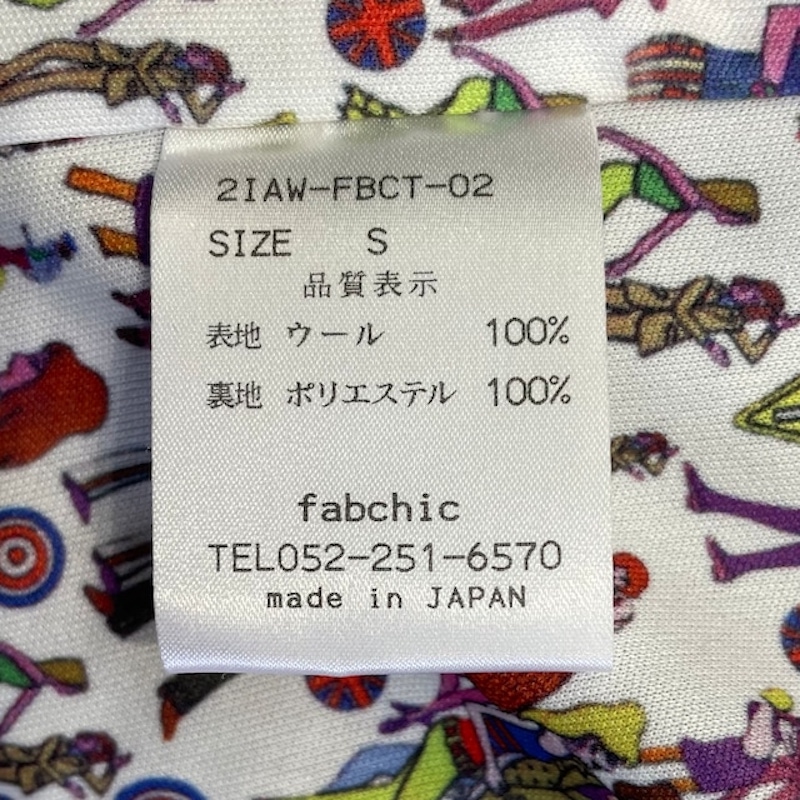 2IAW-FBCT-02
SIZE S
品質表示
表地 ウール 100%
裏地 ポリエステル 100%
fabchic
TEL052-251-6570
made in JAPAN